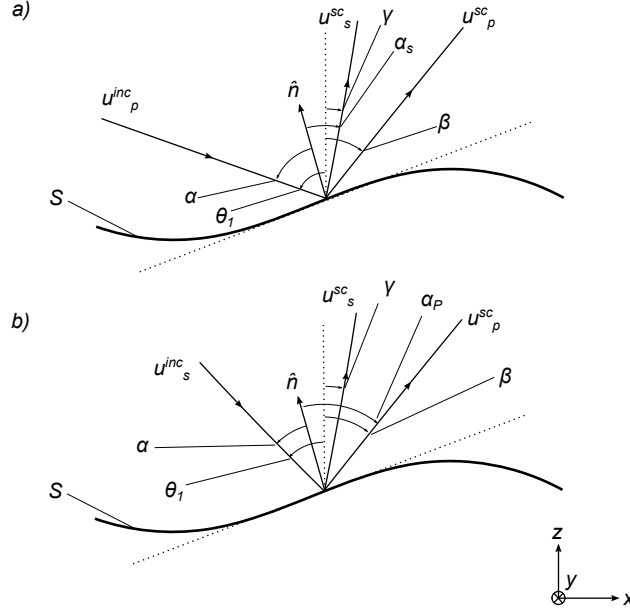 a)
u^sc_s
γ
α_s
u^sc_p
u^inc_p
n̂
β
α
θ_1
S
b)
u^sc_s
γ
α_P
u^sc_p
u^inc_s
n̂
β
α
θ_1
S
z
y
x